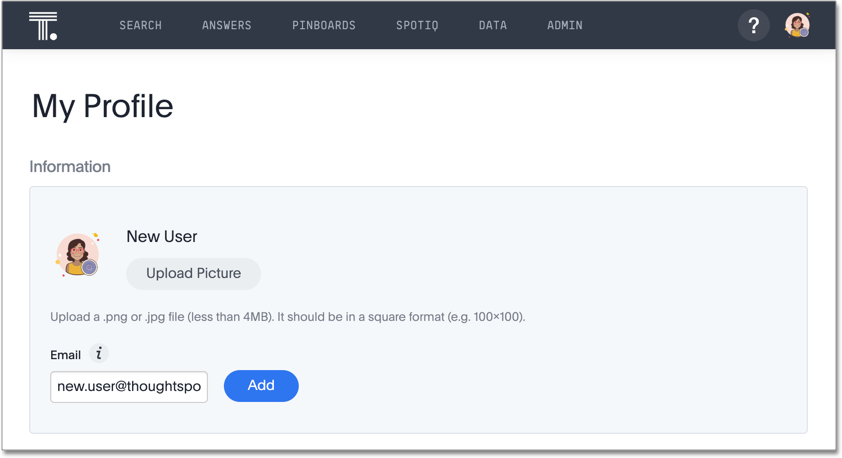 T. SEARCH ANSWERS PINBOARDS SPOTIQ DATA ADMIN ?
My Profile
Information
New User
Upload Picture
Upload a .png or .jpg file (less than 4MB). It should be in a square format (e.g. 100×100).
Email i
new.user@thoughtspo Add